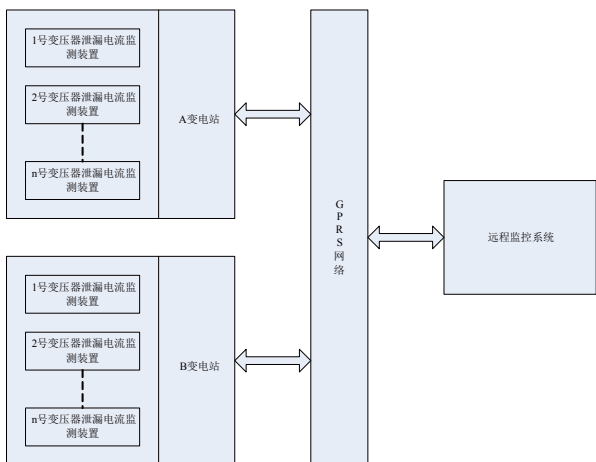 1号变压器泄漏电流监
测装置
2号变压器泄漏电流监
测装置
n号变压器泄漏电流监
测装置
A变电站
1号变压器泄漏电流监
测装置
2号变压器泄漏电流监
测装置
n号变压器泄漏电流监
测装置
B变电站
G
P
R
S
网
络
远程监控系统